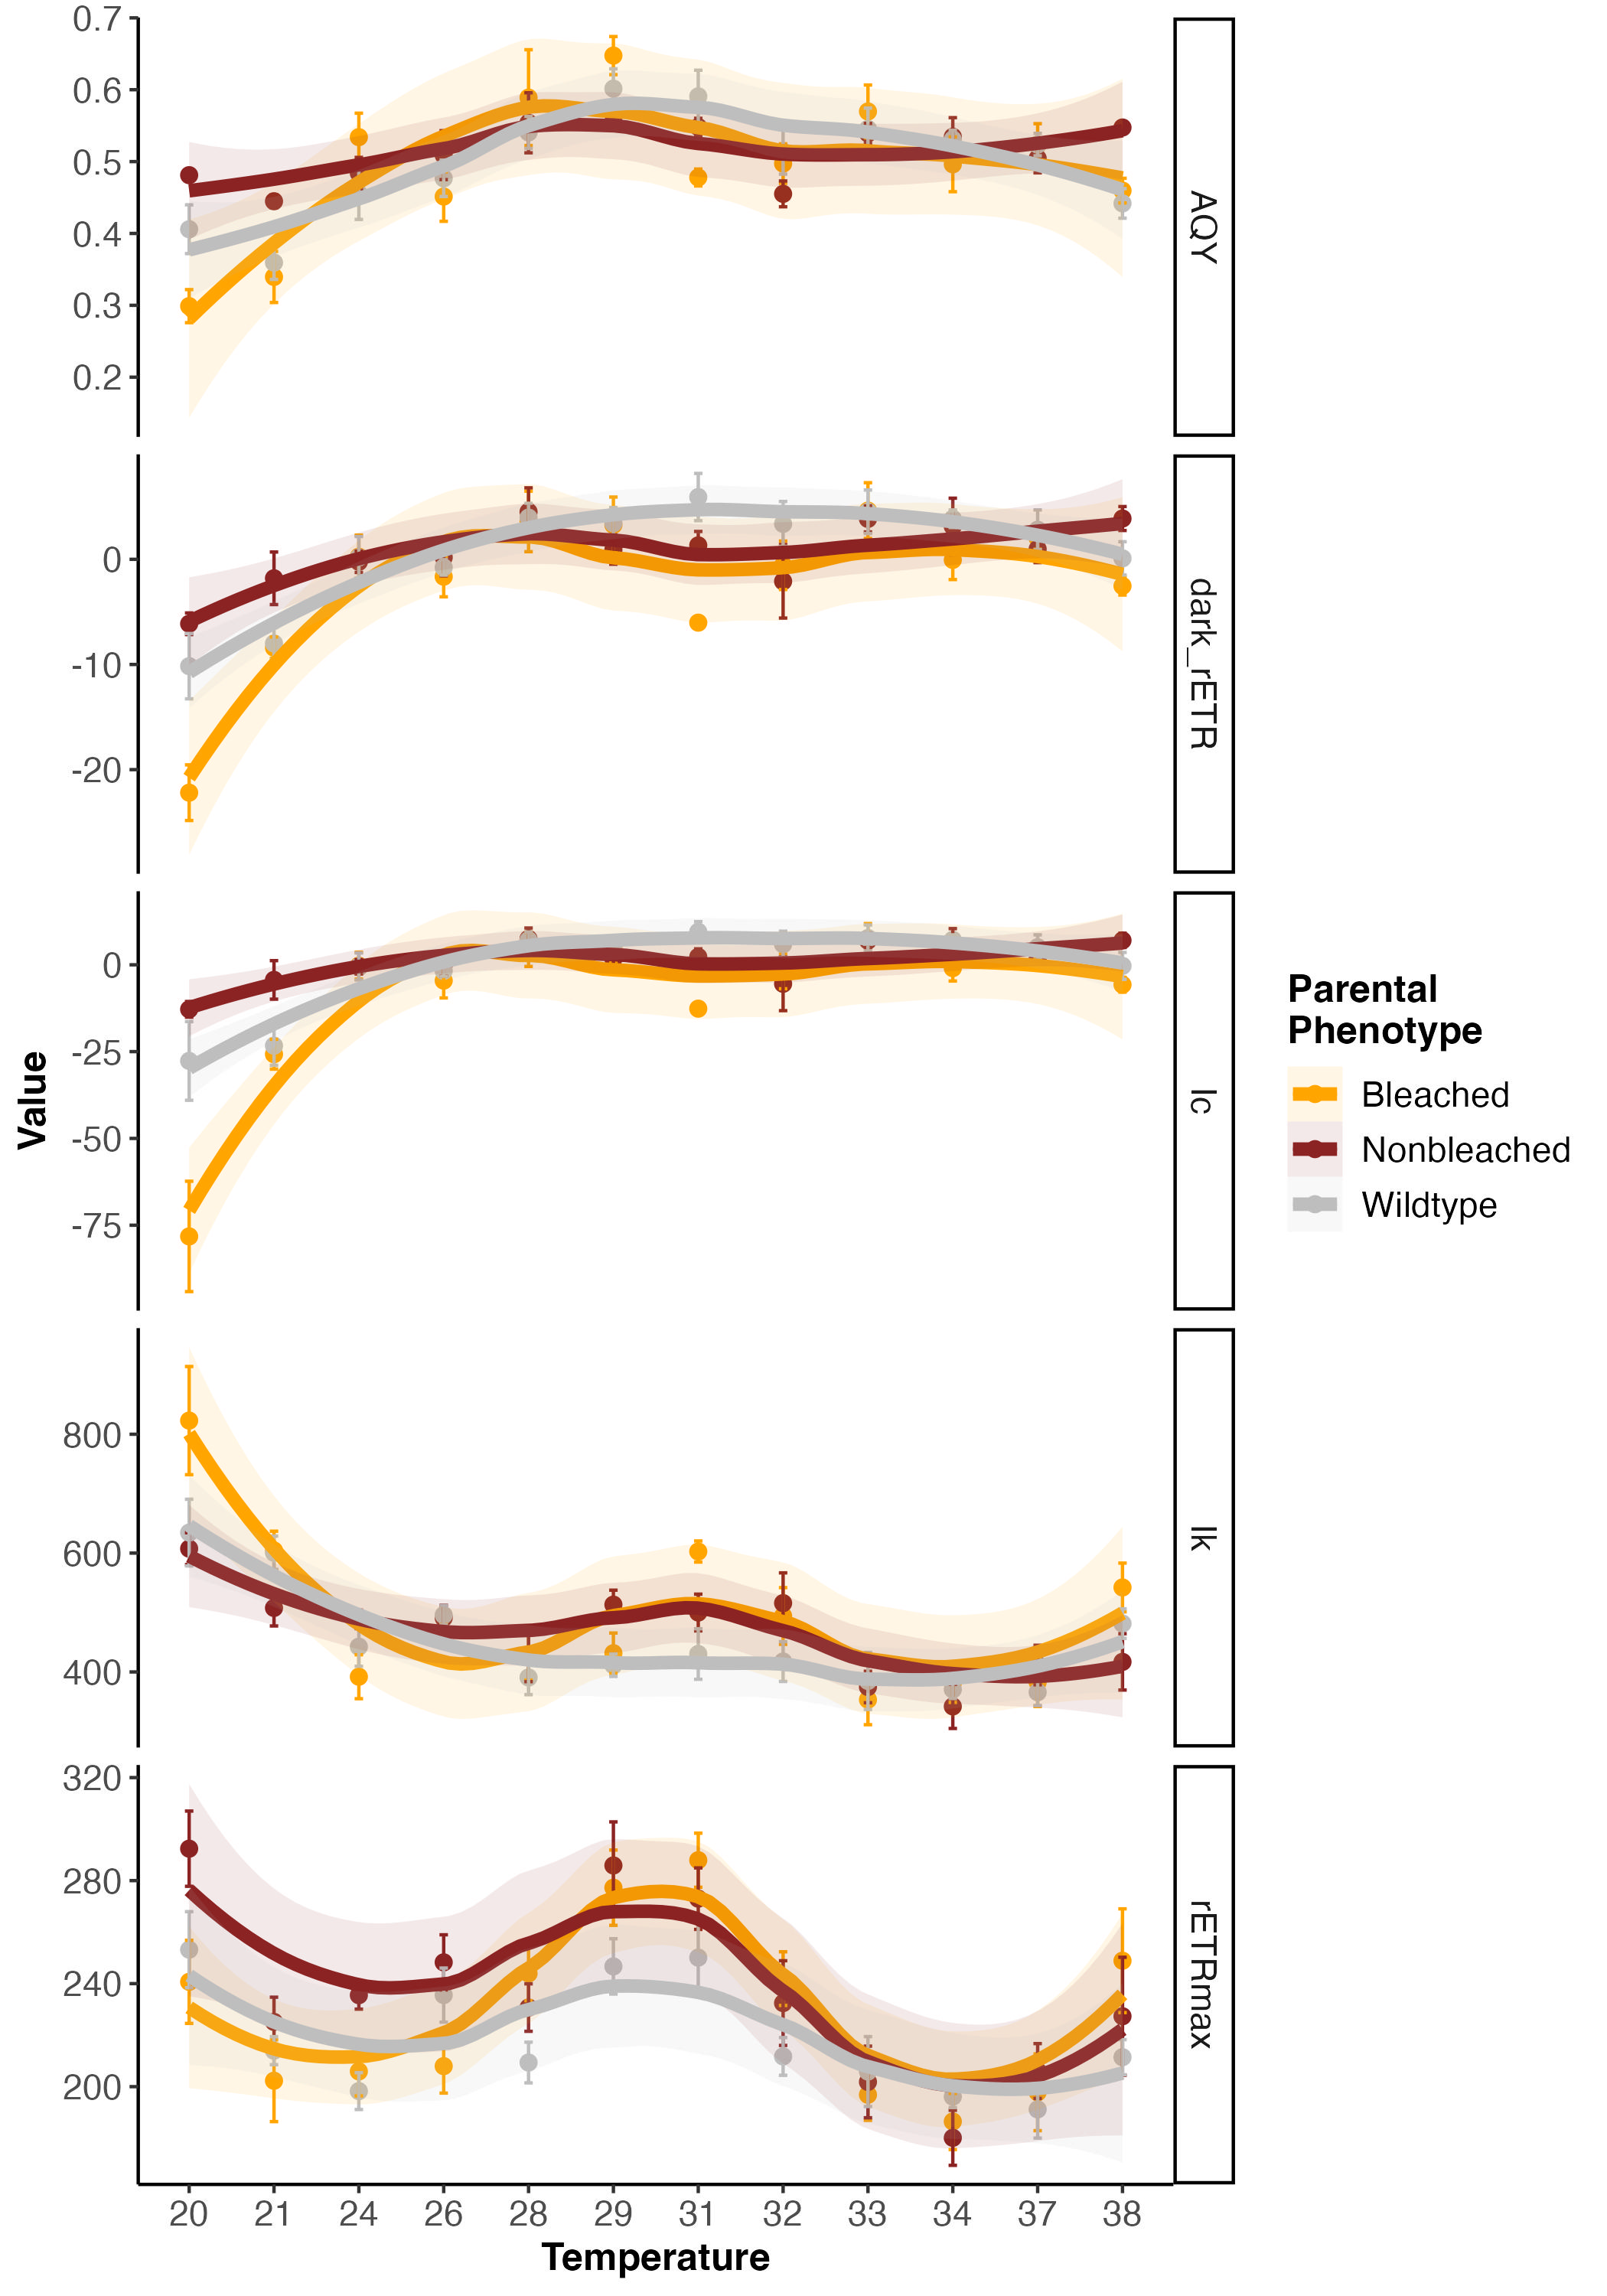 0.7
0.6
0.5
0.4
0.3
0.2
AQY
0
-10
-20
dark_rETR
0
-25
-50
-75
Ic
800
600
400
Ik
320
280
240
200
rETRmax
20 21 24 26 28 29 31 32 33 34 37 38
Temperature
Value
Parental
Phenotype
Bleached
Nonbleached
Wildtype